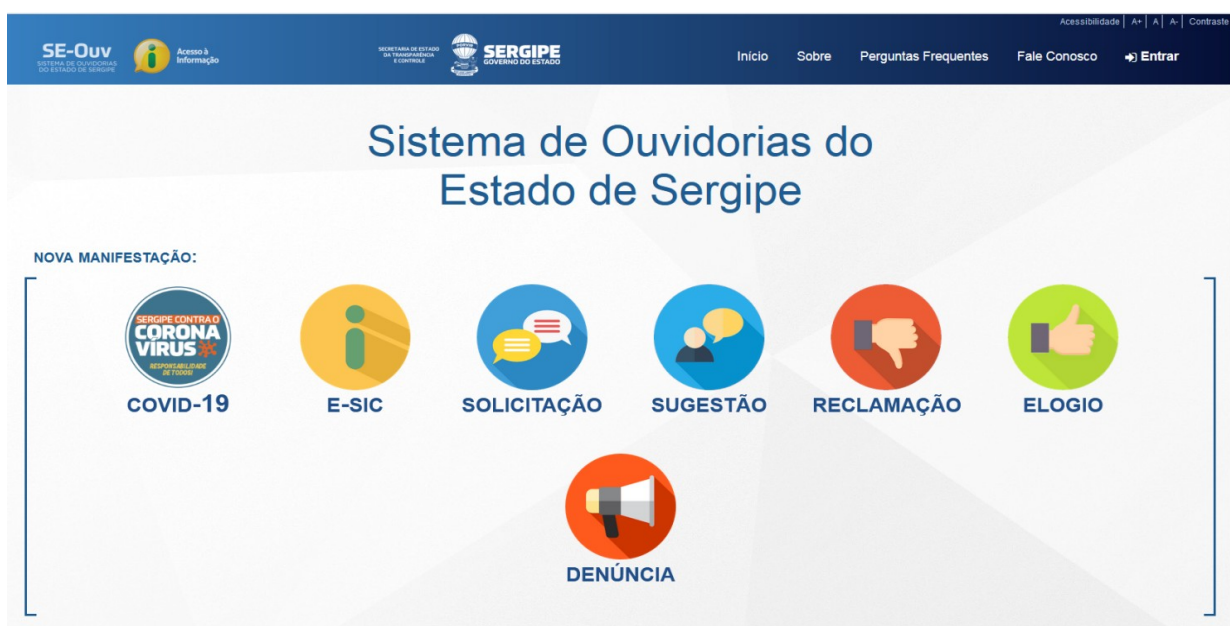 Acessibilidade | A+ | A | A- | Contraste
SE-Ouv
SISTEMA DE OUVIDORIAS
DO ESTADO DE SERGIPE
Acesso à
Informação
SECRETARIA DE ESTADO
DA TRANSPARÊNCIA
E CONTROLE
SERGIPE
GOVERNO DO ESTADO
Início Sobre Perguntas Frequentes Fale Conosco Entrar
Sistema de Ouvidorias do
Estado de Sergipe
NOVA MANIFESTAÇÃO:
SERGIPE CONTRA O
CORONA
VÍRUS
RESPONSABILIDADE
DE TODOS!
COVID-19 E-SIC SOLICITAÇÃO SUGESTÃO RECLAMAÇÃO ELOGIO
DENÚNCIA